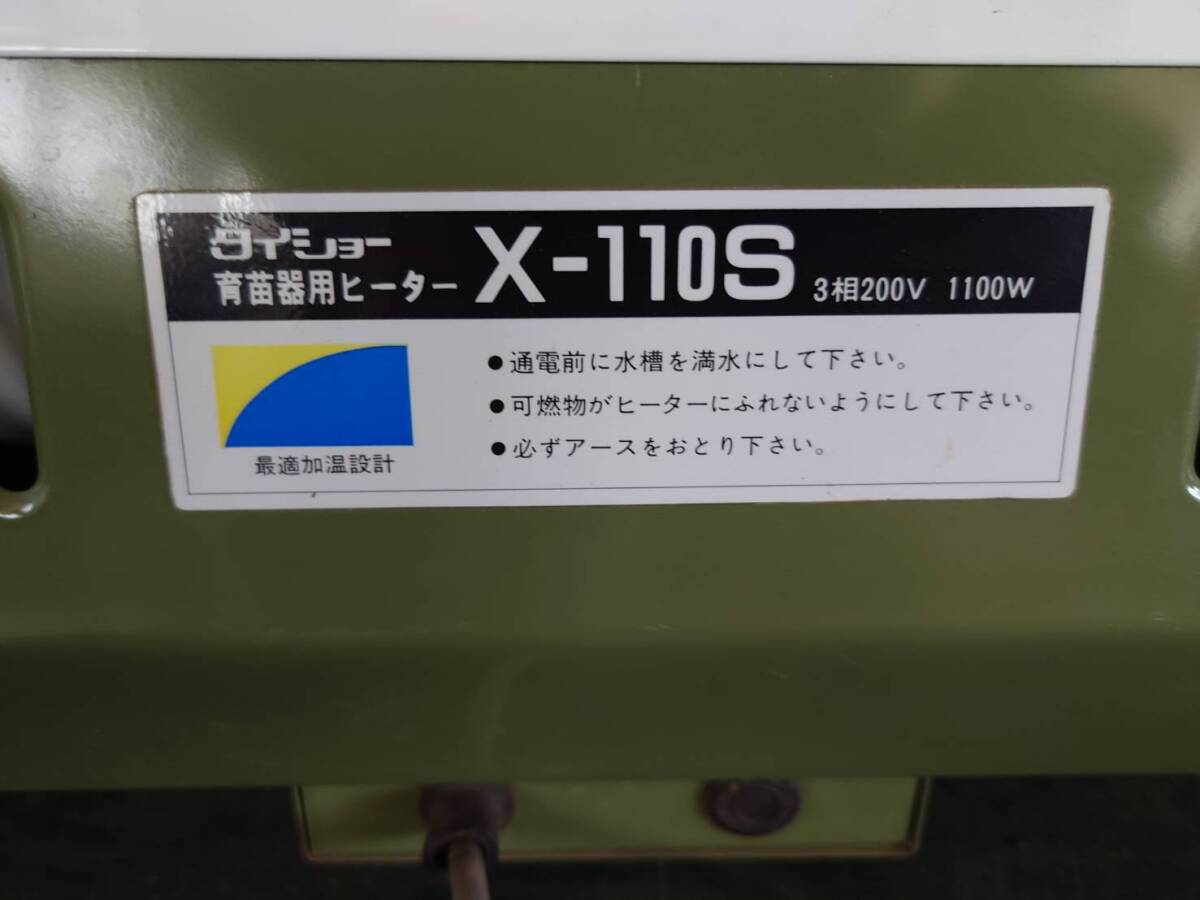 タイショー
育苗器用ヒーター X-110S 3相200V 1100W
●通電前に水槽を満水にして下さい。
●可燃物がヒーターにふれないようにして下さい。
●必ずアースをおとり下さい。
最適加温設計